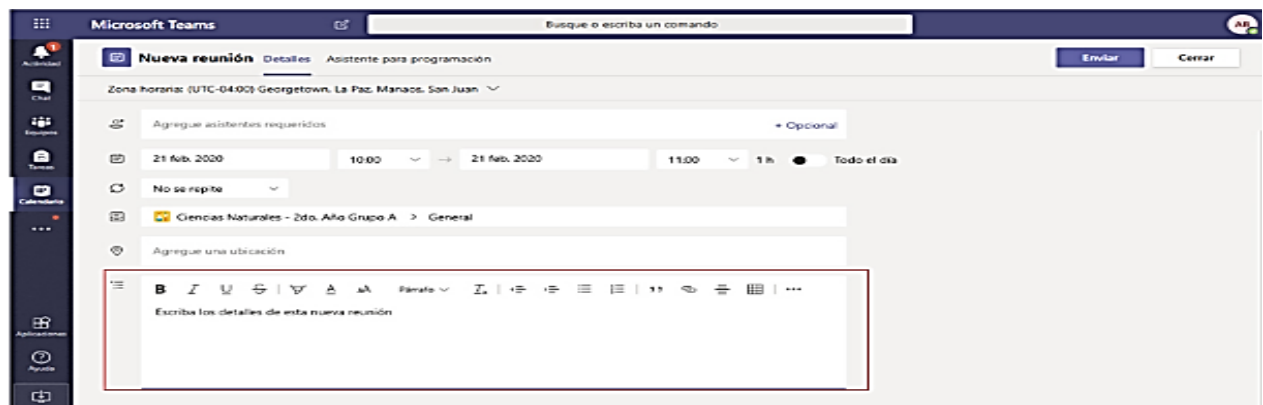 Microsoft Teams
Busque o escriba un comando
AB
1
Actividad
Chat
Equipos
Tareas
Calendario
Aplicaciones
Ayuda
Nueva reunión Detalles Asistente para programación
Enviar Cerrar
Zona horaria: (UTC-04:00) Georgetown, La Paz, Manaos, San Juan
Agregue asistentes requeridos + Opcional
21 feb. 2020 10:00 → 21 feb. 2020 11:00 1 h Todo el día
No se repite
Ciencias Naturales - 2do. Año Grupo A > General
Agregue una ubicación
B I U S A AA Párrafo
Escriba los detalles de esta nueva reunión